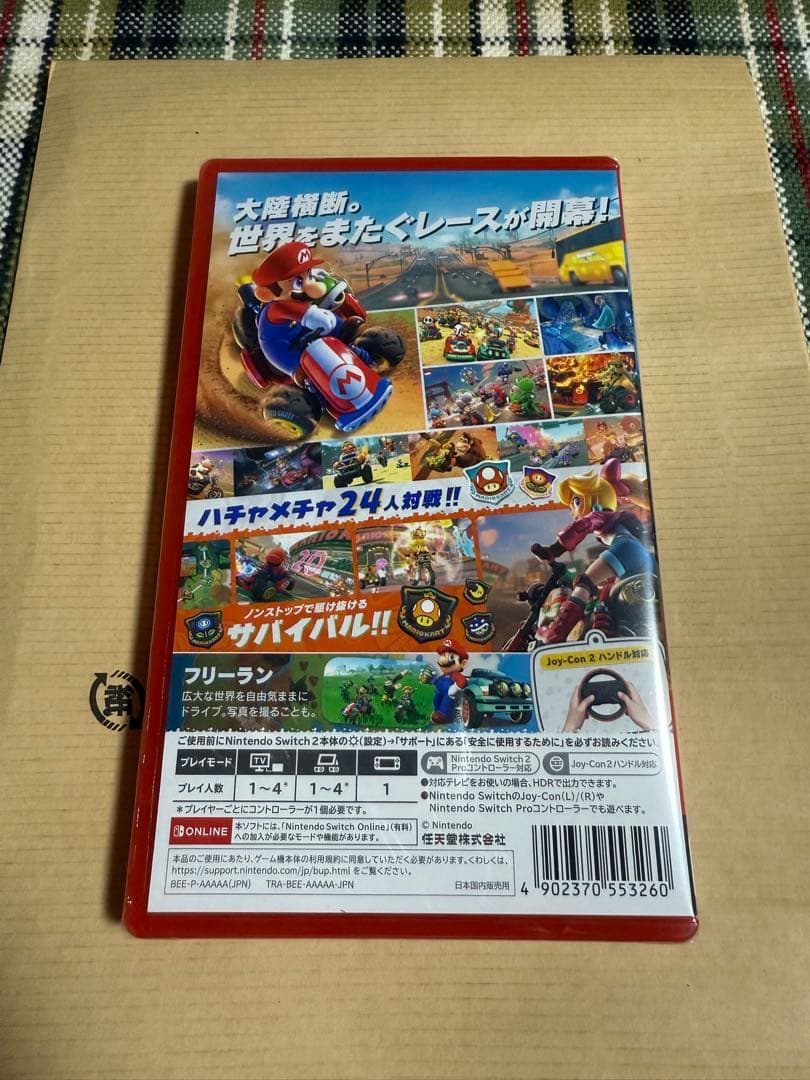 大陸横断。
世界をまたぐレースが開幕!
M
M
MARIO KART
ハチャメチャ24人対戦!!
ノンストップで駆け抜ける
サバイバル!!
MARIO KART
フリーラン
広大な世界を自由気ままに
ドライブ。写真を撮ることも。
Joy-Con 2 ハンドル対応
紙
ご使用前にNintendo Switch 2本体の(設定)→「サポート」にある「安全に使用するために」を必ずお読みください。
プレイモード TV
プレイ人数 1~4* 1~4* 1
*プレイヤーごとにコントローラーが1個必要です。
Nintendo Switch 2
Proコントローラー対応
Joy-Con 2 ハンドル対応
●対応テレビをお使いの場合、HDRで出力できます。
●Nintendo SwitchのJoy-Con(L)/(R)や
Nintendo Switch Proコントローラーでも遊べます。
ONLINE
本ソフトには、「Nintendo Switch Online」(有料)
への加入が必要なモードや機能があります。
© Nintendo
任天堂株式会社
本品のご使用にあたり、ゲーム機本体の利用規約に同意していただく必要があります。くわしくは、
https://support.nintendo.com/jp/bup.html をご覧ください。
BEE-P-AAAAA(JPN) TRA-BEE-AAAAA-JPN
日本国内販売用
4 902370 553260